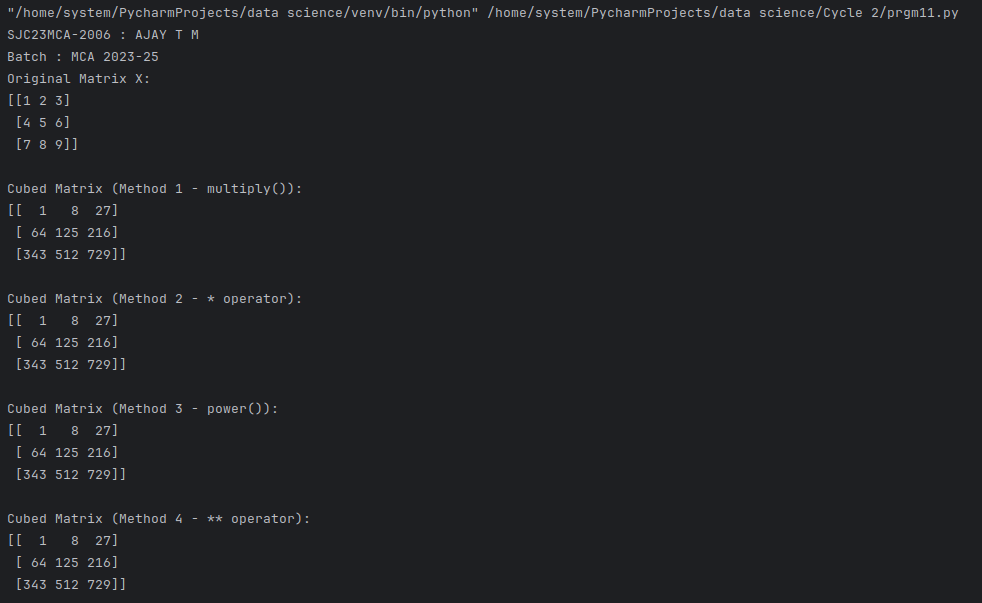 "/home/system/PycharmProjects/data science/venv/bin/python" /home/system/PycharmProjects/data science/Cycle 2/prgm11.py
SJC23MCA-2006 : AJAY T M
Batch : MCA 2023-25
Original Matrix X:
[[1 2 3]
 [4 5 6]
 [7 8 9]]

Cubed Matrix (Method 1 - multiply()):
[[  1   8  27]
 [ 64 125 216]
 [343 512 729]]

Cubed Matrix (Method 2 - * operator):
[[  1   8  27]
 [ 64 125 216]
 [343 512 729]]

Cubed Matrix (Method 3 - power()):
[[  1   8  27]
 [ 64 125 216]
 [343 512 729]]

Cubed Matrix (Method 4 - ** operator):
[[  1   8  27]
 [ 64 125 216]
 [343 512 729]]